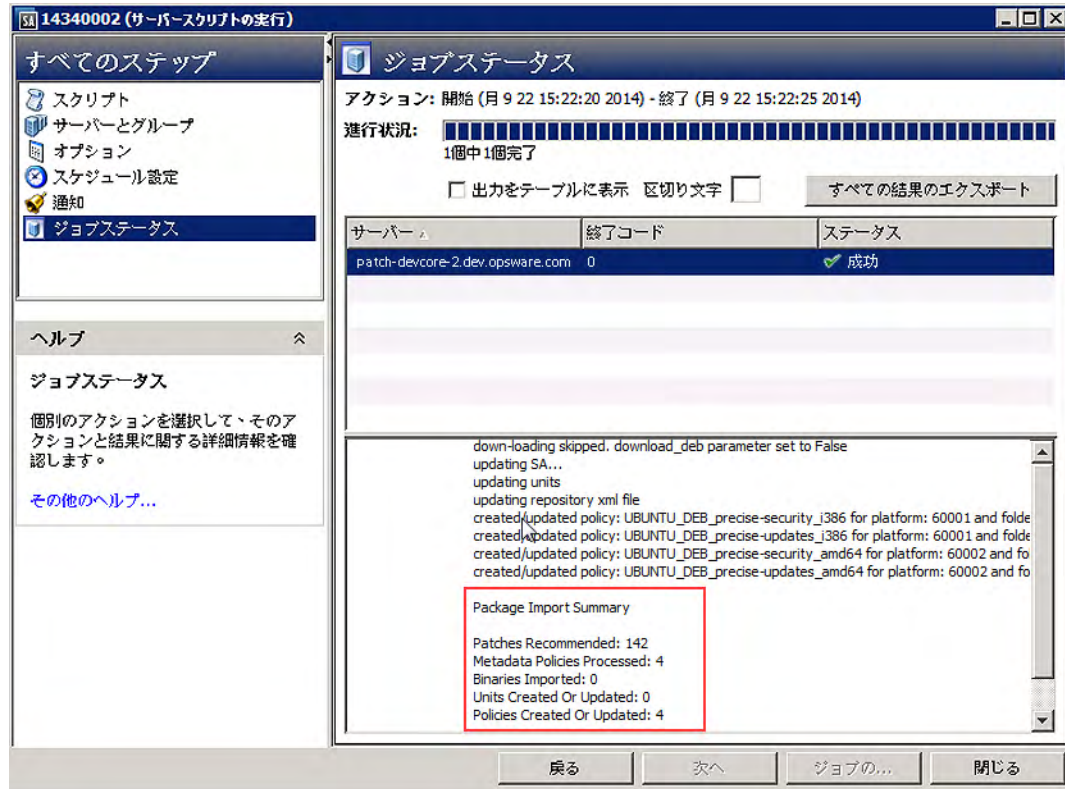 14340002 (サーバースクリプトの実行)
すべてのステップ
スクリプト
サーバーとグループ
オプション
スケジュール設定
通知
ジョブステータス
ヘルプ
ジョブステータス
個別のアクションを選択して、そのア
クションと結果に関する詳細情報を確
認します。
その他のヘルプ...
ジョブステータス
アクション: 開始 (月 9 22 15:22:20 2014) - 終了 (月 9 22 15:22:25 2014)
進行状況:
1個中 1個完了
出力をテーブルに表示 区切り文字 すべての結果のエクスポート
サーバー 終了コード ステータス
patch-devcore-2.dev.opsware.com 0 成功
down-loading skipped. download_deb parameter set to False
updating SA...
updating units
updating repository xml file
created/updated policy: UBUNTU_DEB_precise-security_i386 for platform: 60001 and folde
created/updated policy: UBUNTU_DEB_precise-updates_i386 for platform: 60001 and folde
created/updated policy: UBUNTU_DEB_precise-security_amd64 for platform: 60002 and fo
created/updated policy: UBUNTU_DEB_precise-updates_amd64 for platform: 60002 and fo
Package Import Summary
Patches Recommended: 142
Metadata Policies Processed: 4
Binaries Imported: 0
Units Created Or Updated: 0
Policies Created Or Updated: 4
戻る 次へ ジョブの... 閉じる